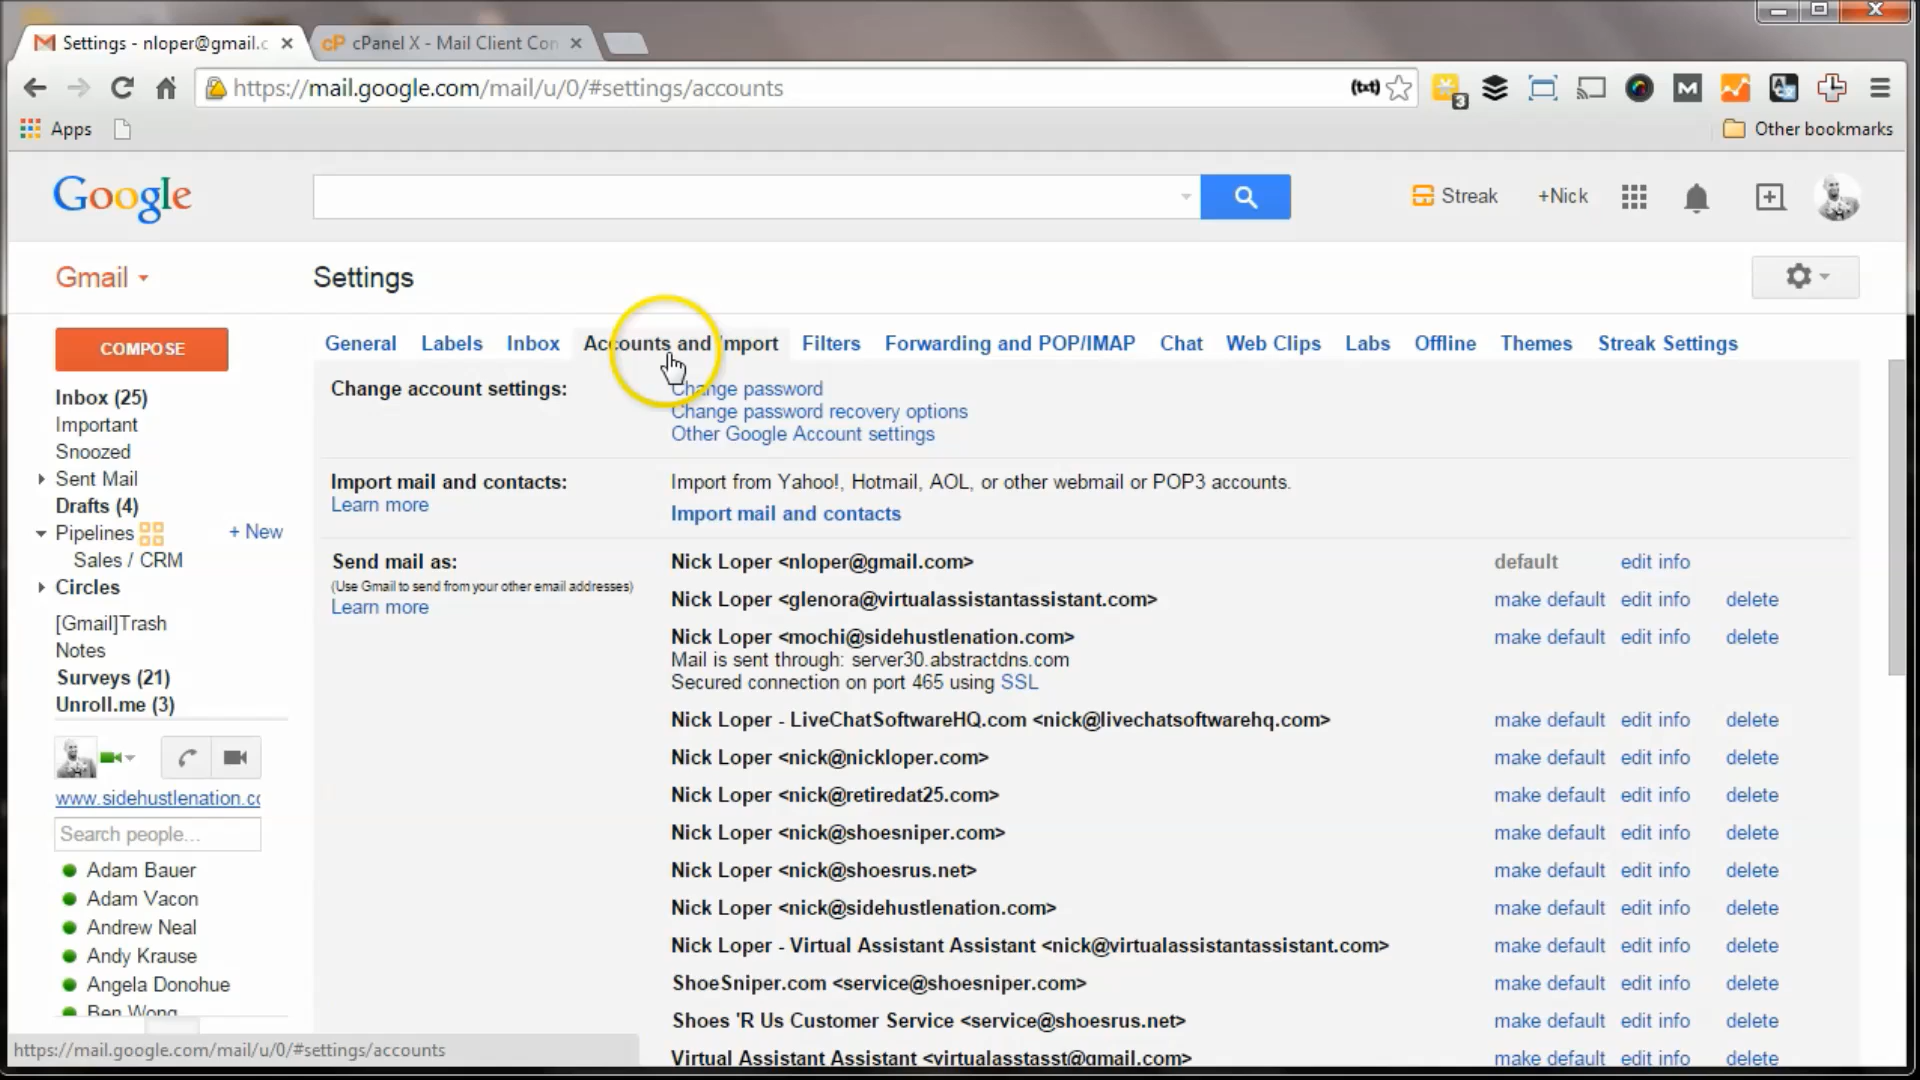 Settings - nloper@gmail.c
cPanel X - Mail Client Con
https://mail.google.com/mail/u/0/#settings/accounts
(txt)
3
Apps
Other bookmarks
Google
Streak
+Nick
Gmail
Settings
COMPOSE
General Labels Inbox Accounts and Import Filters Forwarding and POP/IMAP Chat Web Clips Labs Offline Themes Streak Settings
Inbox (25)
Important
Snoozed
Sent Mail
Drafts (4)
Pipelines + New
Sales / CRM
Circles
[Gmail]Trash
Notes
Surveys (21)
Unroll.me (3)
www.sidehustlenation.cc
Search people...
Adam Bauer
Adam Vacon
Andrew Neal
Andy Krause
Angela Donohue
Ben Wong
Change account settings:
Change password
Change password recovery options
Other Google Account settings
Import mail and contacts:
Learn more
Import from Yahoo!, Hotmail, AOL, or other webmail or POP3 accounts.
Import mail and contacts
Send mail as:
(Use Gmail to send from your other email addresses)
Learn more
Nick Loper <nloper@gmail.com> default edit info
Nick Loper <glenora@virtualassistantassistant.com> make default edit info delete
Nick Loper <mochi@sidehustlenation.com> make default edit info delete
Mail is sent through: server30.abstractdns.com
Secured connection on port 465 using SSL
Nick Loper - LiveChatSoftwareHQ.com <nick@livechatsoftwarehq.com> make default edit info delete
Nick Loper <nick@nickloper.com> make default edit info delete
Nick Loper <nick@retiredat25.com> make default edit info delete
Nick Loper <nick@shoesniper.com> make default edit info delete
Nick Loper <nick@shoesrus.net> make default edit info delete
Nick Loper <nick@sidehustlenation.com> make default edit info delete
Nick Loper - Virtual Assistant Assistant <nick@virtualassistantassistant.com> make default edit info delete
ShoeSniper.com <service@shoesniper.com> make default edit info delete
Shoes 'R Us Customer Service <service@shoesrus.net> make default edit info delete
Virtual Assistant Assistant <virtualasstasst@gmail.com> make default edit info delete
https://mail.google.com/mail/u/0/#settings/accounts